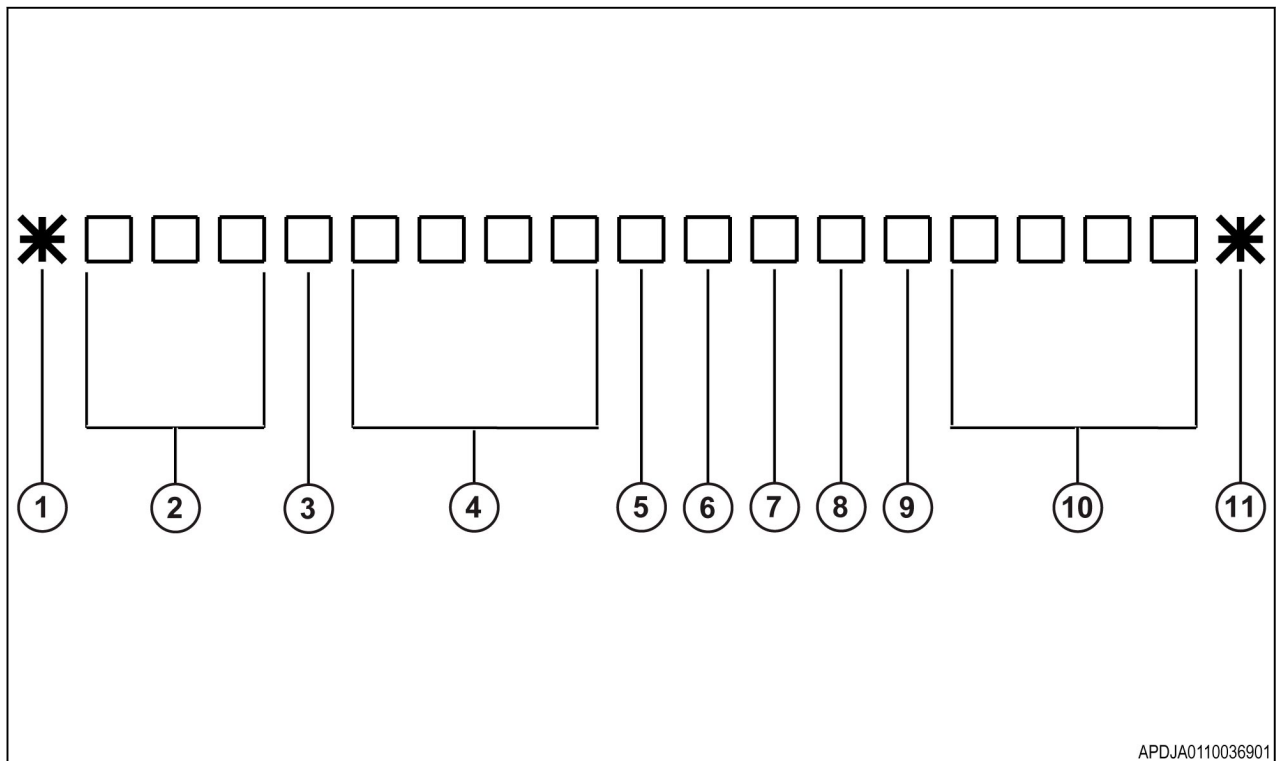 * □ □ □ □ □ □ □ □ □ □ □ □ □ □ □ □ □ *
1 2 3 4 5 6 7 8 9 10 11
APDJA0110036901